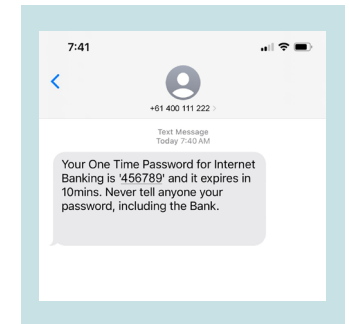 7:41
+61 400 111 222 >
Text Message
Today 7:40 AM
Your One Time Password for Internet
Banking is '456789' and it expires in
10mins. Never tell anyone your
password, including the Bank.